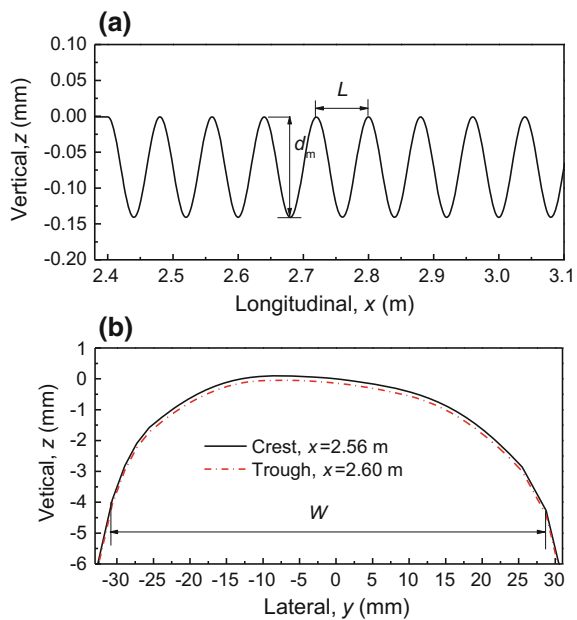 (a)
0.10
0.05
0.00
-0.05
-0.10
-0.15
-0.20
Vertical,z (mm)
L
dm
2.4 2.5 2.6 2.7 2.8 2.9 3.0 3.1
Longitudinal, x (m)
(b)
1
0
-1
-2
-3
-4
-5
-6
Vetical, z (mm)
Crest, x=2.56 m
Trough, x=2.60 m
W
-30 -25 -20 -15 -10 -5 0 5 10 15 20 25 30
Lateral, y (mm)